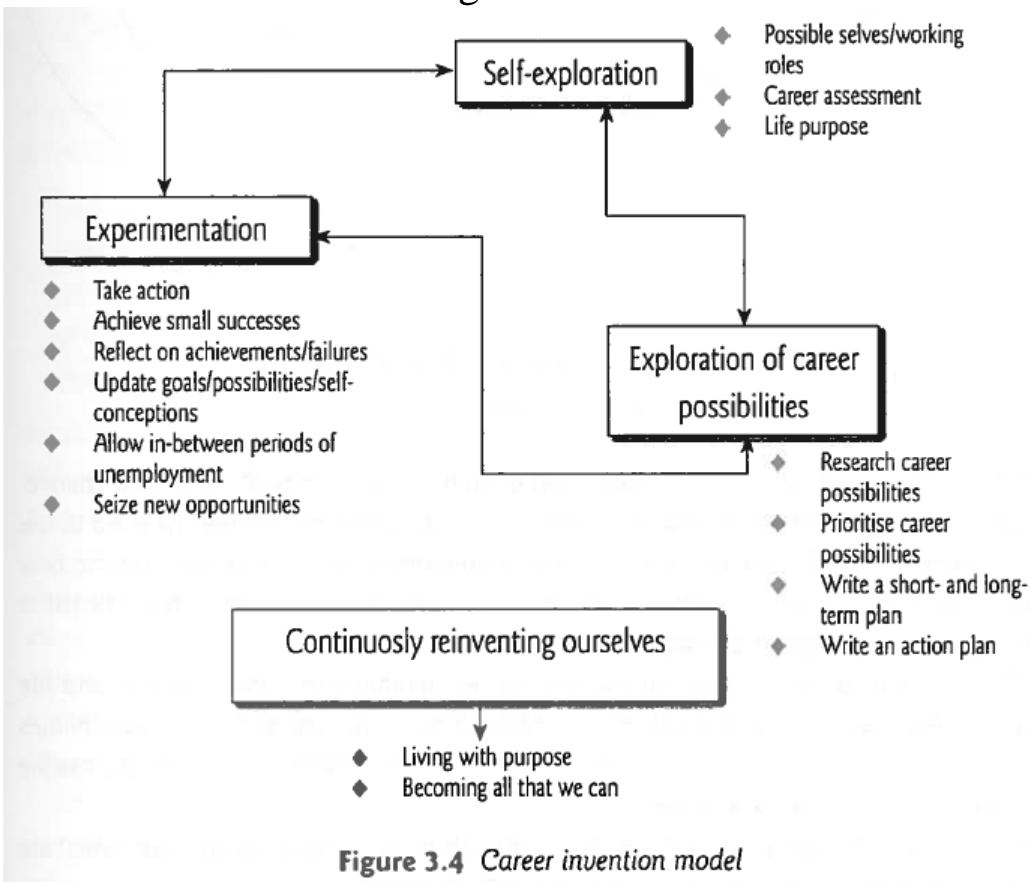 Self-exploration
Possible selves/working
roles
Career assessment
Life purpose
Experimentation
Take action
Achieve small successes
Reflect on achievements/failures
Update goals/possibilities/self-
conceptions
Allow in-between periods of
unemployment
Seize new opportunities
Exploration of career
possibilities
Research career
possibilities
Prioritise career
possibilities
Write a short- and long-
term plan
Write an action plan
Continuosly reinventing ourselves
Living with purpose
Becoming all that we can
Figure 3.4 Career invention model